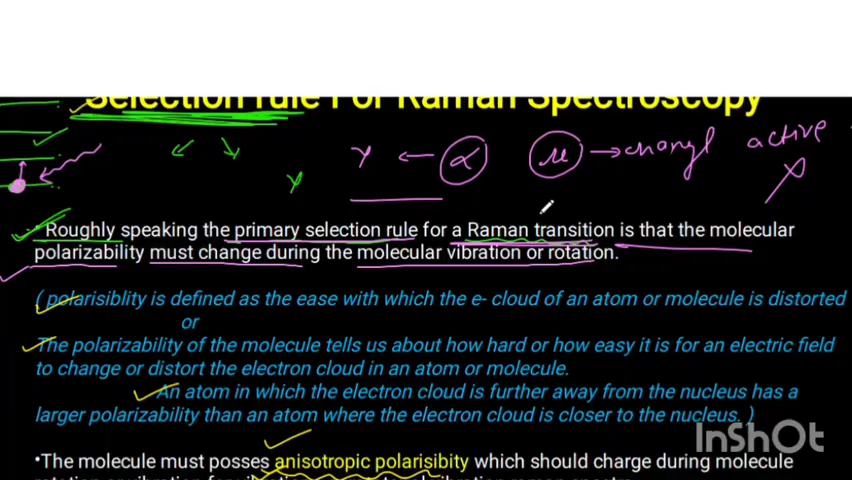 Selection rule For Raman Spectroscopy
α μ → active
• Roughly speaking the primary selection rule for a Raman transition is that the molecular
polarizability must change during the molecular vibration or rotation.
( polarisiblity is defined as the ease with which the e- cloud of an atom or molecule is distorted
or
The polarizability of the molecule tells us about how hard or how easy it is for an electric field
to change or distort the electron cloud in an atom or molecule.
An atom in which the electron cloud is further away from the nucleus has a
larger polarizability than an atom where the electron cloud is closer to the nucleus. )
•The molecule must posses anisotropic polarisibity which should charge during molecule
InShOt